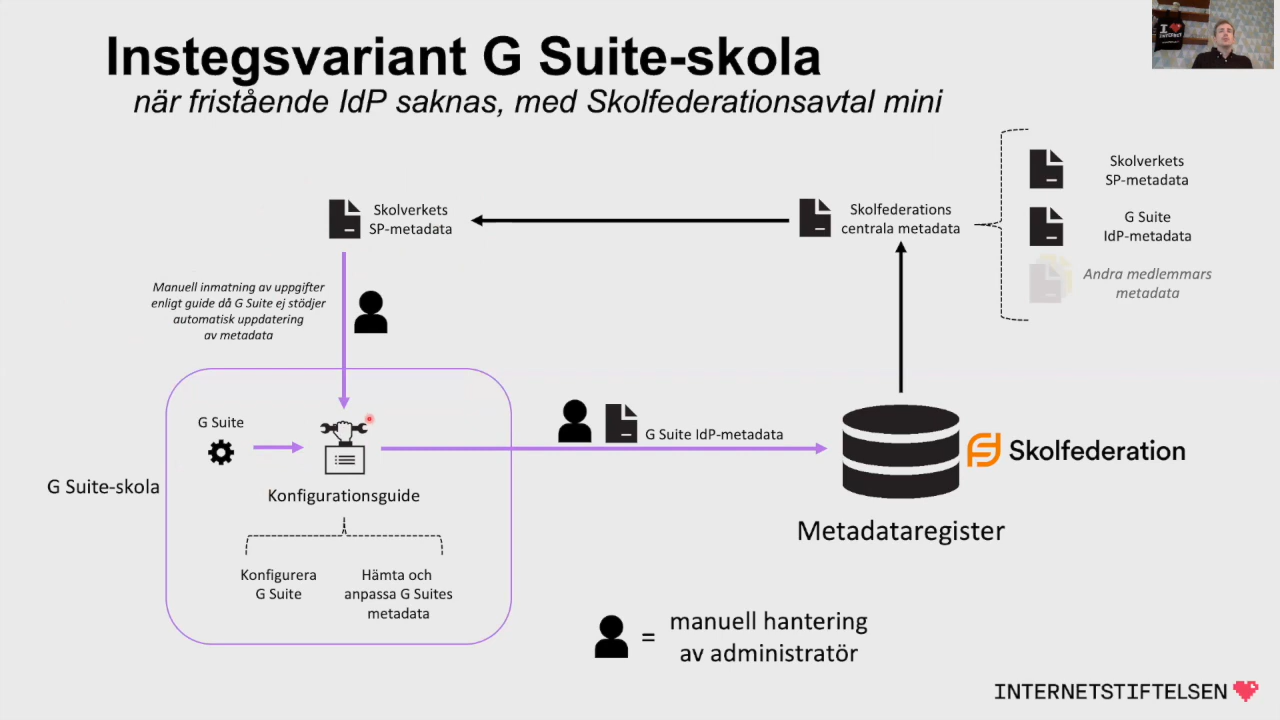 Instegsvariant G Suite-skola
när fristående IdP saknas, med Skolfederationsavtal mini
I
INTERNET
Skolverkets
SP-metadata
Skolfederations
centrala metadata
Skolverkets
SP-metadata
G Suite
IdP-metadata
Andra medlemmars
metadata
Manuell inmatning av uppgifter
enligt guide då G Suite ej stödjer
automatisk uppdatering
av metadata
G Suite
G Suite-skola
Konfigurationsguide
Konfigurera
G Suite
Hämta och
anpassa G Suites
metadata
G Suite IdP-metadata
Skolfederation
Metadataregister
=
manuell hantering
av administratör
INTERNETSTIFTELSEN